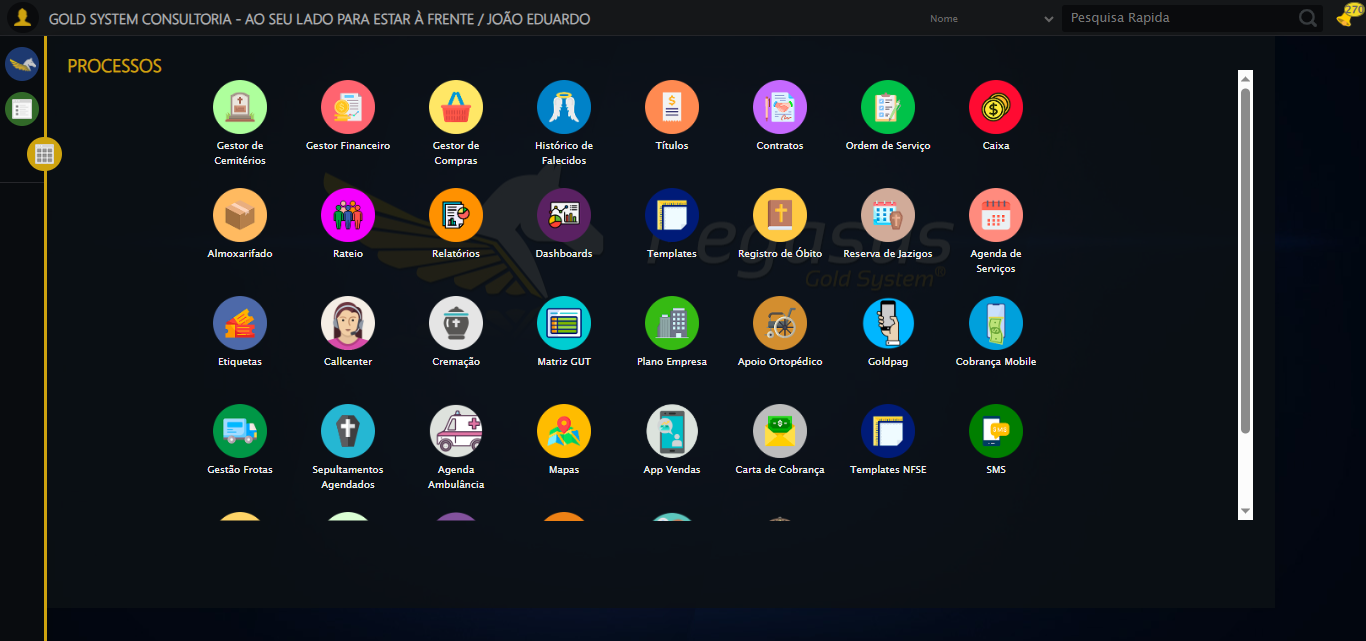 GOLD SYSTEM CONSULTORIA - AO SEU LADO PARA ESTAR À FRENTE / JOÃO EDUARDO
Nome
Pesquisa Rapida
270
PROCESSOS
Gestor de
Cemitérios
Gestor Financeiro
Gestor de
Compras
Histórico de
Falecidos
Títulos
Contratos
Ordem de Serviço
Caixa
Pegasus
Gold System®
Almoxarifado
Rateio
Relatórios
Dashboards
Templates
Registro de Óbito
Reserva de Jazigos
Agenda de
Serviços
Etiquetas
Callcenter
Cremação
Matriz GUT
Plano Empresa
Apoio Ortopédico
Goldpag
Cobrança Mobile
Gestão Frotas
Sepultamentos
Agendados
Agenda
Ambulância
Mapas
App Vendas
Carta de Cobrança
Templates NFSE
SMS
SMS